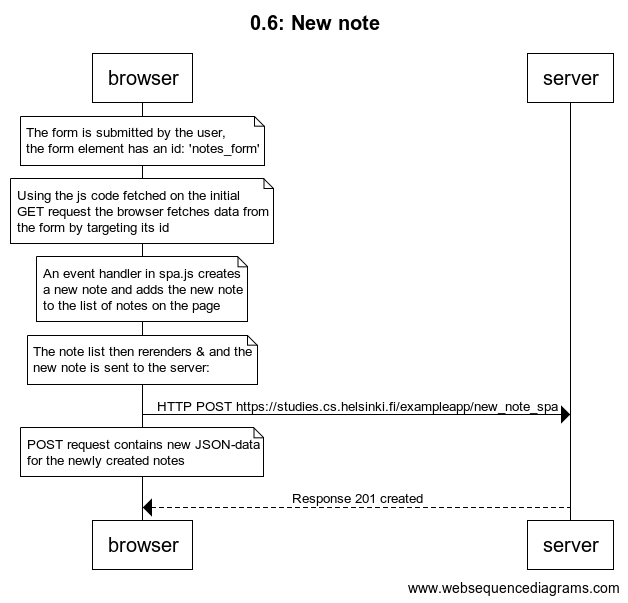 0.6: New note
browser
server
The form is submitted by the user,
the form element has an id: 'notes_form'
Using the js code fetched on the initial
GET request the browser fetches data from
the form by targeting its id
An event handler in spa.js creates
a new note and adds the new note
to the list of notes on the page
The note list then rerenders & and the
new note is sent to the server:
HTTP POST https://studies.cs.helsinki.fi/exampleapp/new_note_spa
POST request contains new JSON-data
for the newly created notes
Response 201 created
browser
server
www.websequencediagrams.com